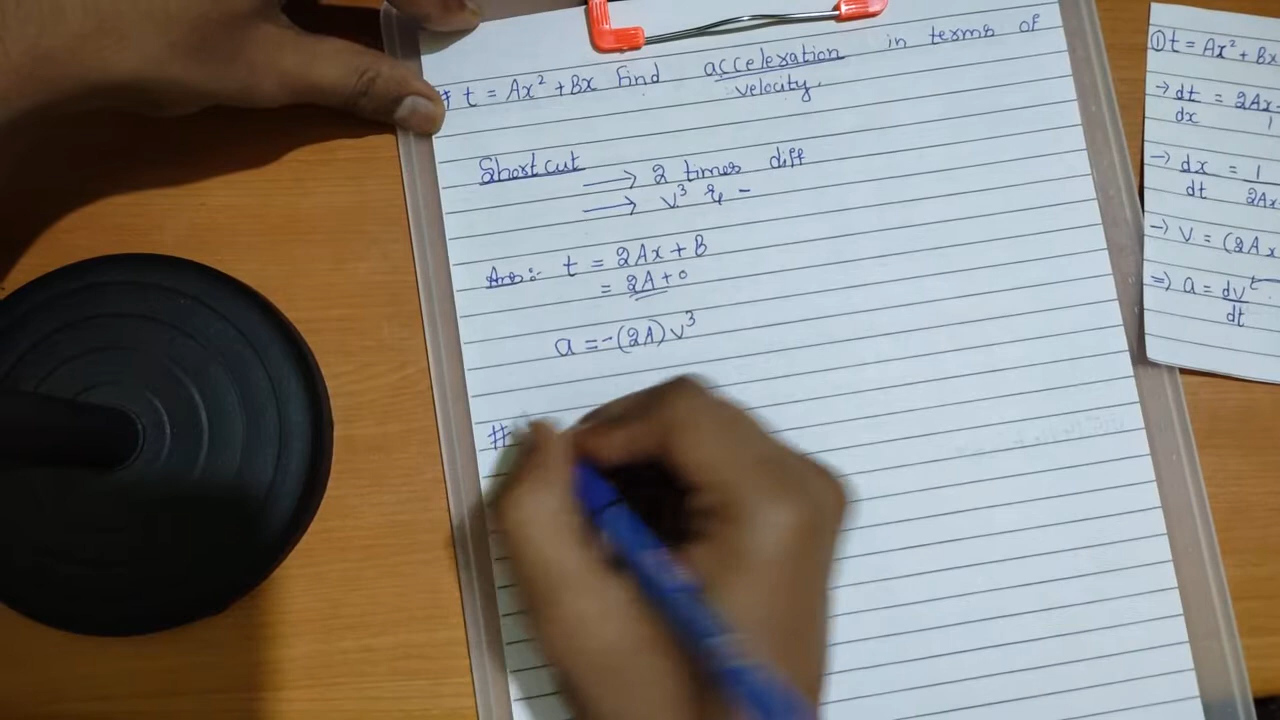 # t = Ax² + Bx Find acceleration in terms of
velocity.
Shortcut → 2 times diff
→ v³ & -
Ans:- t = 2Ax + B
= 2A + 0
a = -(2A)v³
#
① t = Ax² + Bx
→ dt/dx = 2Ax
→ dx/dt = 1/2Ax
→ v = (2Ax
⇒ a = dv/dt